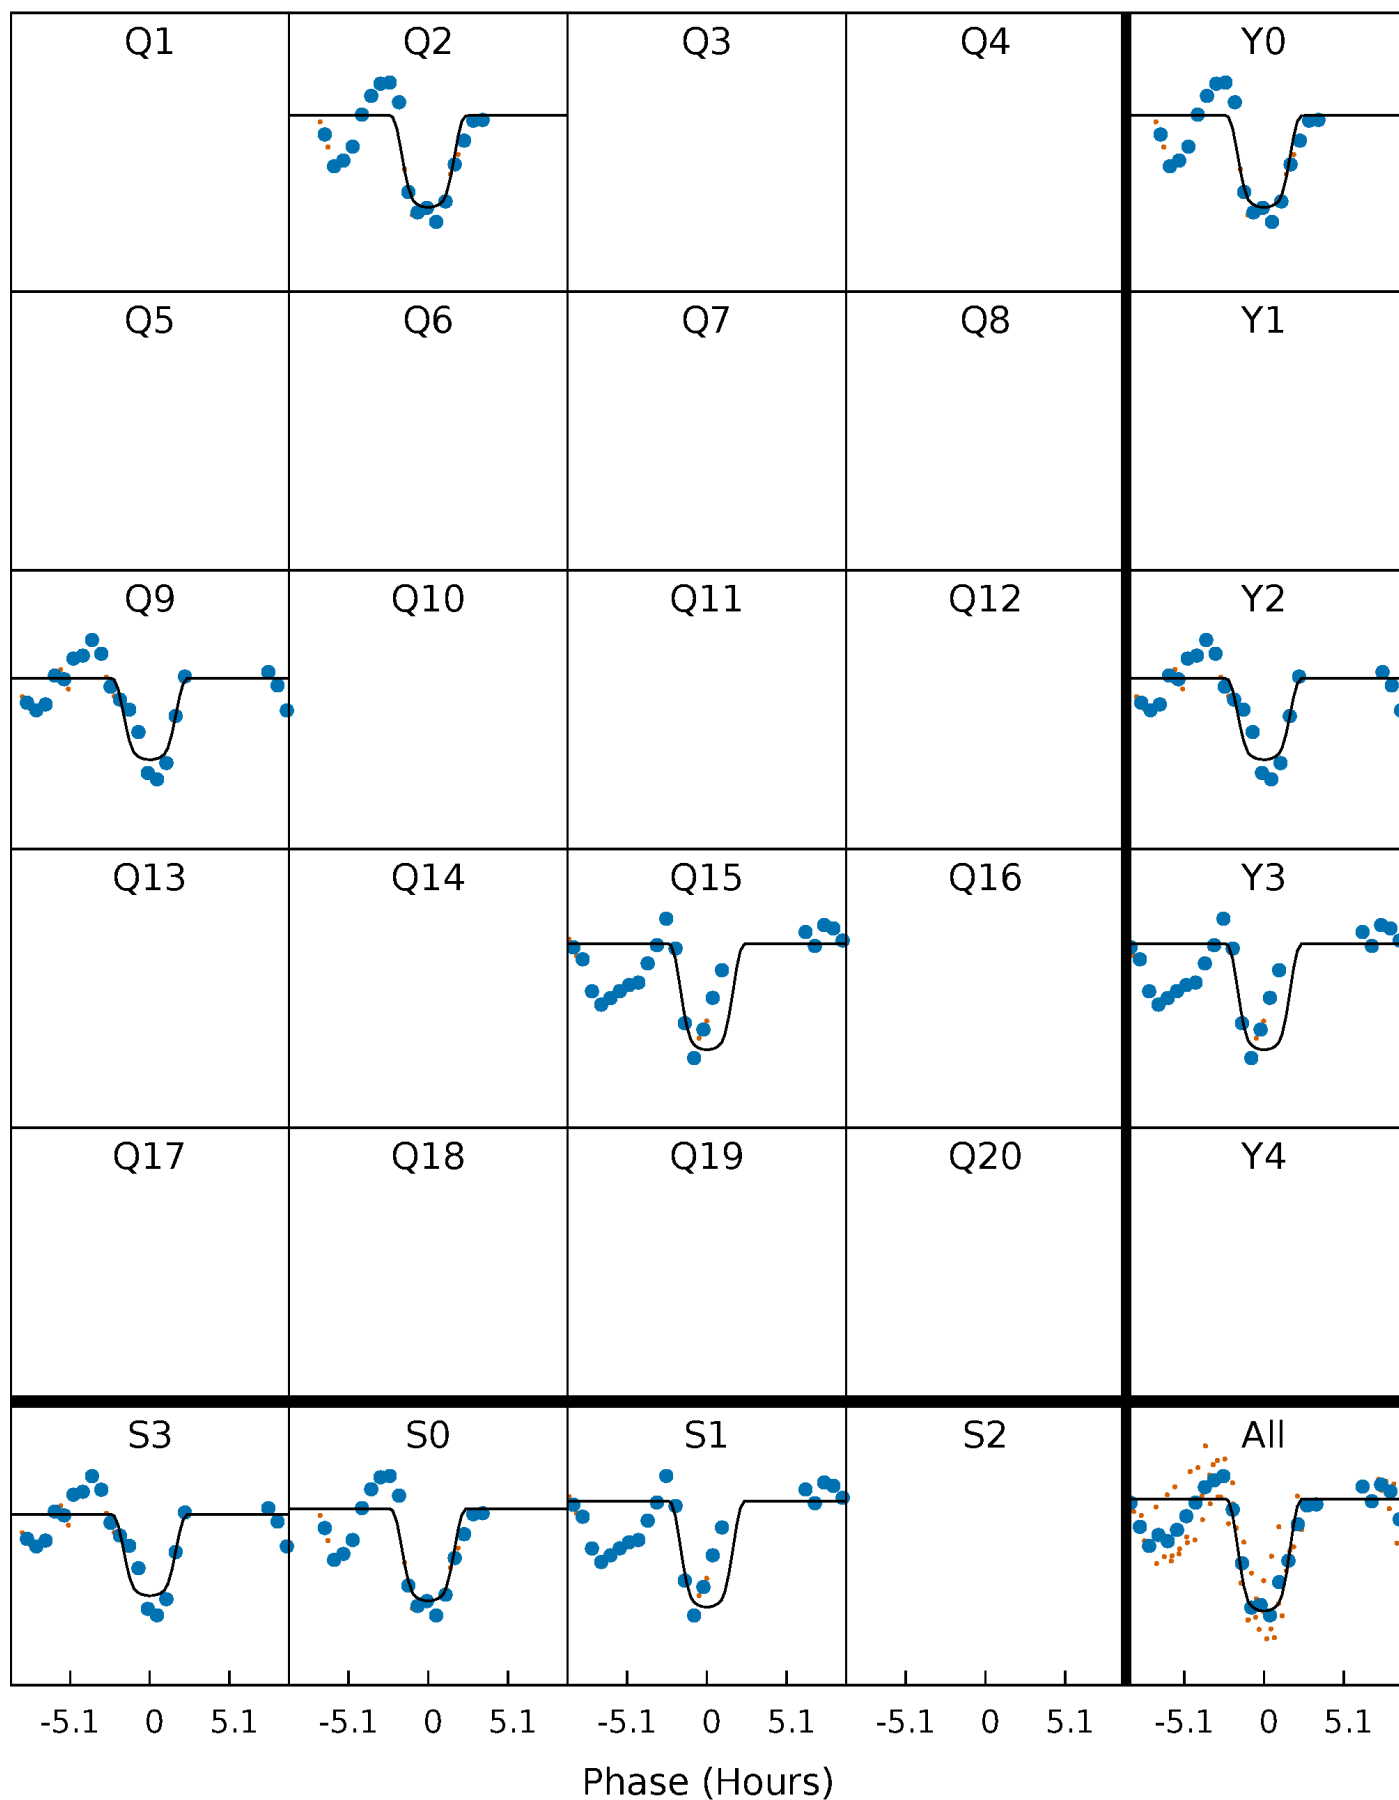 Q1 Q2 Q3 Q4 Y0
Q5 Q6 Q7 Q8 Y1
Q9 Q10 Q11 Q12 Y2
Q13 Q14 Q15 Q16 Y3
Q17 Q18 Q19 Q20 Y4
S3 S0 S1 S2 All
-5.1 0 5.1 -5.1 0 5.1 -5.1 0 5.1 -5.1 0 5.1 -5.1 0 5.1
Phase (Hours)